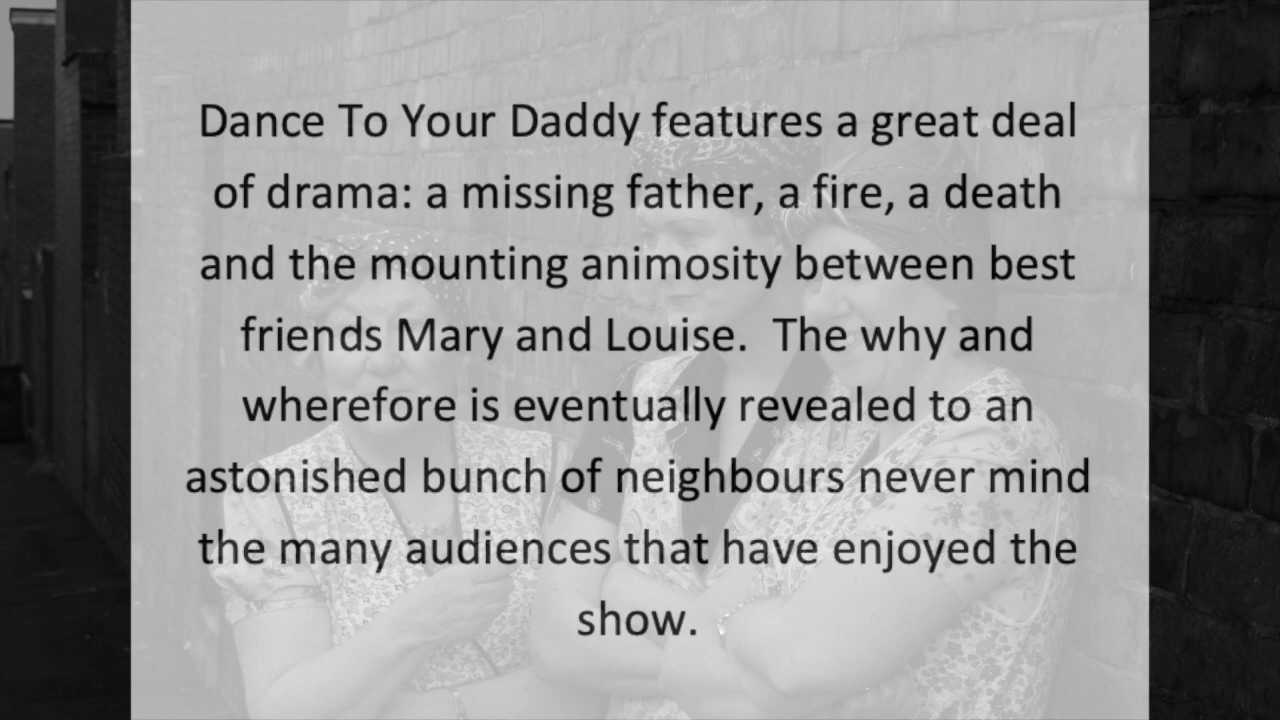 Dance To Your Daddy features a great deal
of drama: a missing father, a fire, a death
and the mounting animosity between best
friends Mary and Louise.  The why and
wherefore is eventually revealed to an
astonished bunch of neighbours never mind
the many audiences that have enjoyed the
show.